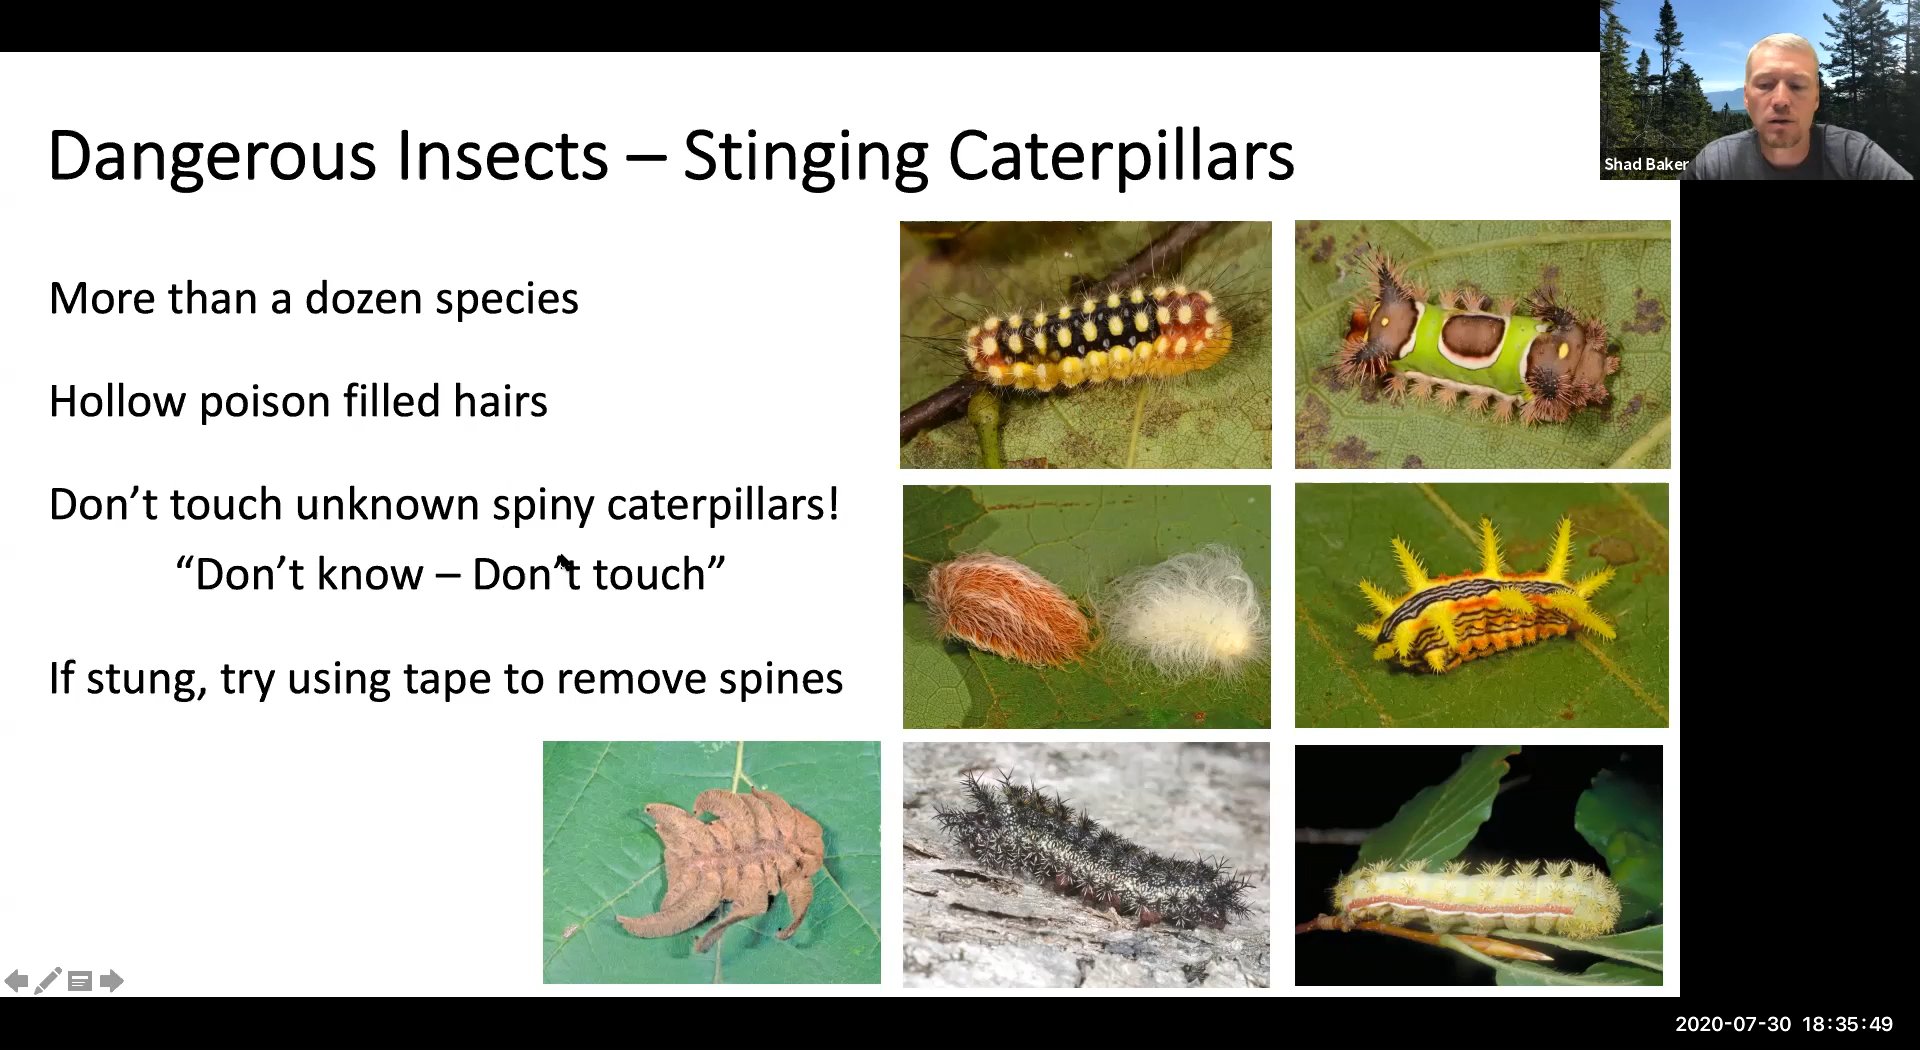 Shad Baker
Dangerous Insects – Stinging Caterpillars
More than a dozen species
Hollow poison filled hairs
Don’t touch unknown spiny caterpillars!
“Don’t know – Don’t touch”
If stung, try using tape to remove spines
2020-07-30 18:35:49